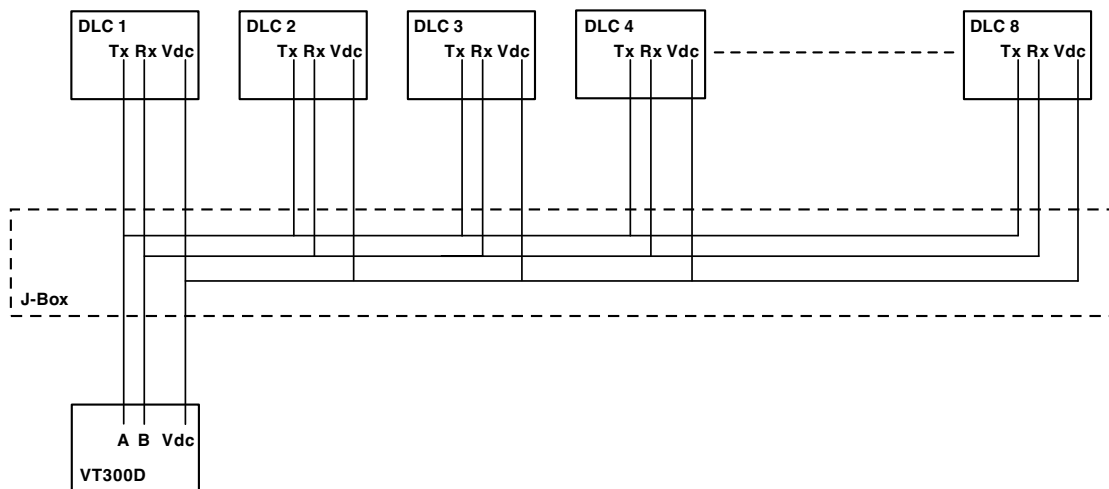 DLC 1
Tx Rx Vdc
DLC 2
Tx Rx Vdc
DLC 3
Tx Rx Vdc
DLC 4
Tx Rx Vdc
DLC 8
Tx Rx Vdc
J-Box
A B Vdc
VT300D